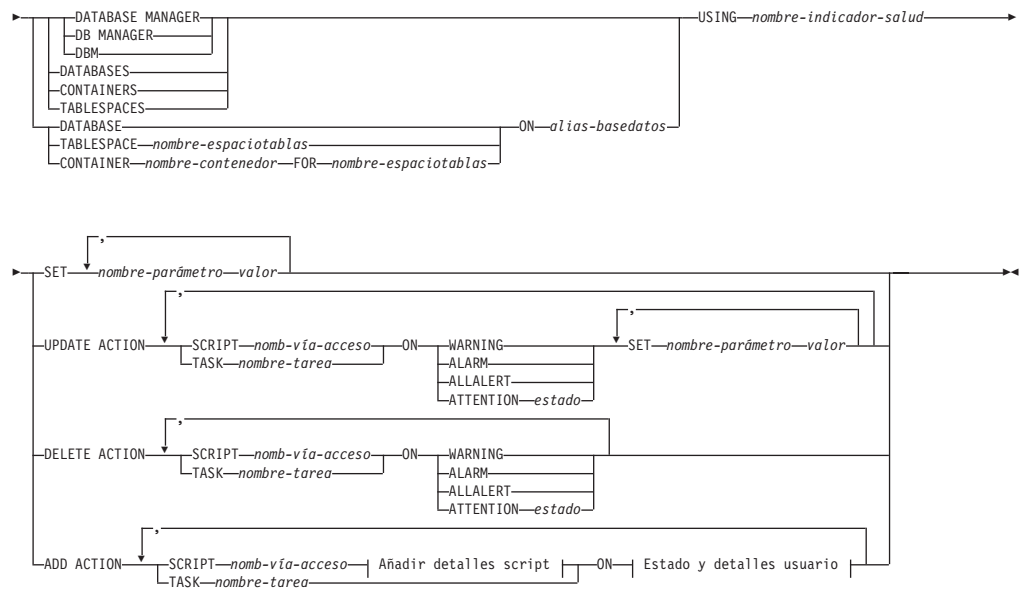 DATABASE MANAGER USING nombre-indicador-salud
DB MANAGER
DBM
DATABASES
CONTAINERS
TABLESPACES
DATABASE ON alias-basedatos
TABLESPACE nombre-espaciotablas
CONTAINER nombre-contenedor FOR nombre-espaciotablas
,
SET nombre-parámetro valor
,
,
UPDATE ACTION SCRIPT nomb-vía-acceso ON WARNING SET nombre-parámetro valor
TASK nombre-tarea ALARM
ALLALERT
ATTENTION estado
,
DELETE ACTION SCRIPT nomb-vía-acceso ON WARNING
TASK nombre-tarea ALARM
ALLALERT
ATTENTION estado
,
ADD ACTION SCRIPT nomb-vía-acceso Añadir detalles script ON Estado y detalles usuario
TASK nombre-tarea